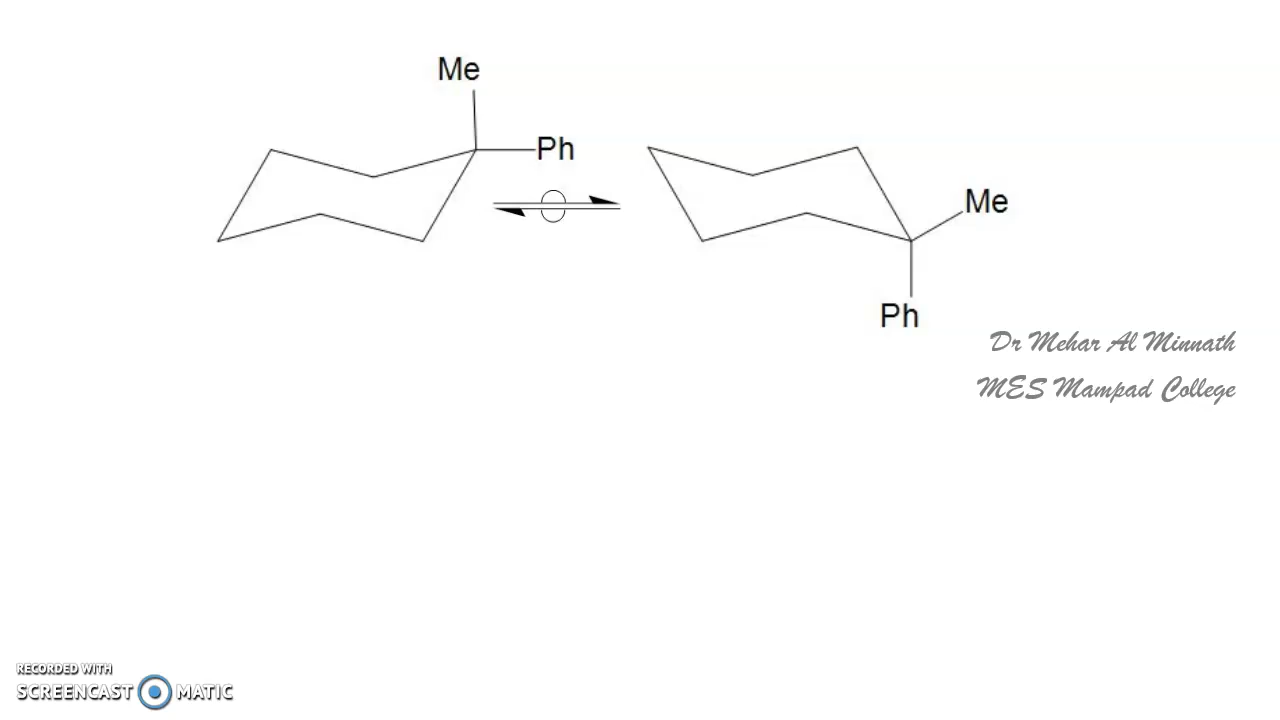 Me
Ph
Me
Ph
Dr Mehar Al Minnath
MES Mampad College
RECORDED WITH
SCREENCAST MATIC